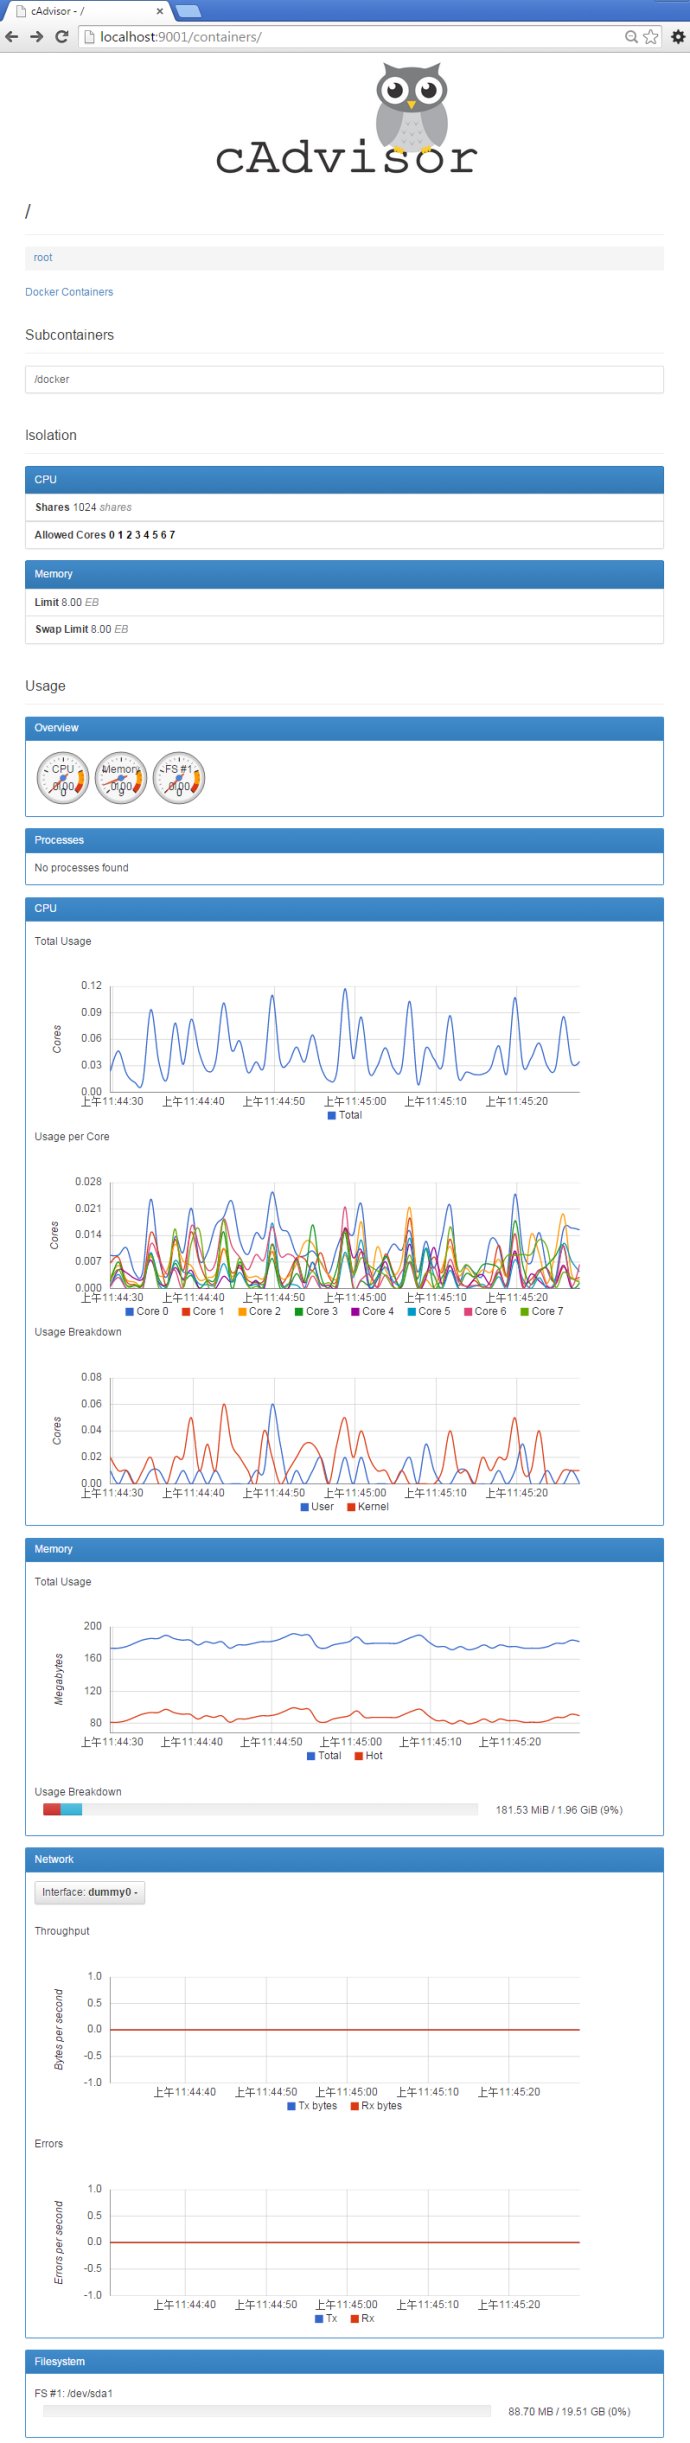 cAdvisor - /
localhost:9001/containers/
cAdvisor
/
root
Docker Containers
Subcontainers
/docker
Isolation
CPU
Shares 1024 shares
Allowed Cores 0 1 2 3 4 5 6 7
Memory
Limit 8.00 EB
Swap Limit 8.00 EB
Usage
Overview
CPU Memory FS #1
0.00 0.00 0.00
0 9 0
Processes
No processes found
CPU
Total Usage
0.12
0.09
0.06
0.03
0.00
Cores
上午11:44:30 上午11:44:40 上午11:44:50 上午11:45:00 上午11:45:10 上午11:45:20
Total
Usage per Core
0.028
0.021
0.014
0.007
0.000
Cores
上午11:44:30 上午11:44:40 上午11:44:50 上午11:45:00 上午11:45:10 上午11:45:20
Core 0 Core 1 Core 2 Core 3 Core 4 Core 5 Core 6 Core 7
Usage Breakdown
0.08
0.06
0.04
0.02
0.00
Cores
上午11:44:30 上午11:44:40 上午11:44:50 上午11:45:00 上午11:45:10 上午11:45:20
User Kernel
Memory
Total Usage
200
160
120
80
Megabytes
上午11:44:30 上午11:44:40 上午11:44:50 上午11:45:00 上午11:45:10 上午11:45:20
Total Hot
Usage Breakdown
181.53 MiB / 1.96 GiB (9%)
Network
Interface: dummy0
Throughput
1.0
0.5
0.0
-0.5
-1.0
Bytes per second
上午11:44:40 上午11:44:50 上午11:45:00 上午11:45:10 上午11:45:20
Tx bytes Rx bytes
Errors
1.0
0.5
0.0
-0.5
-1.0
Errors per second
上午11:44:40 上午11:44:50 上午11:45:00 上午11:45:10 上午11:45:20
Tx Rx
Filesystem
FS #1: /dev/sda1
88.70 MB / 19.51 GB (0%)